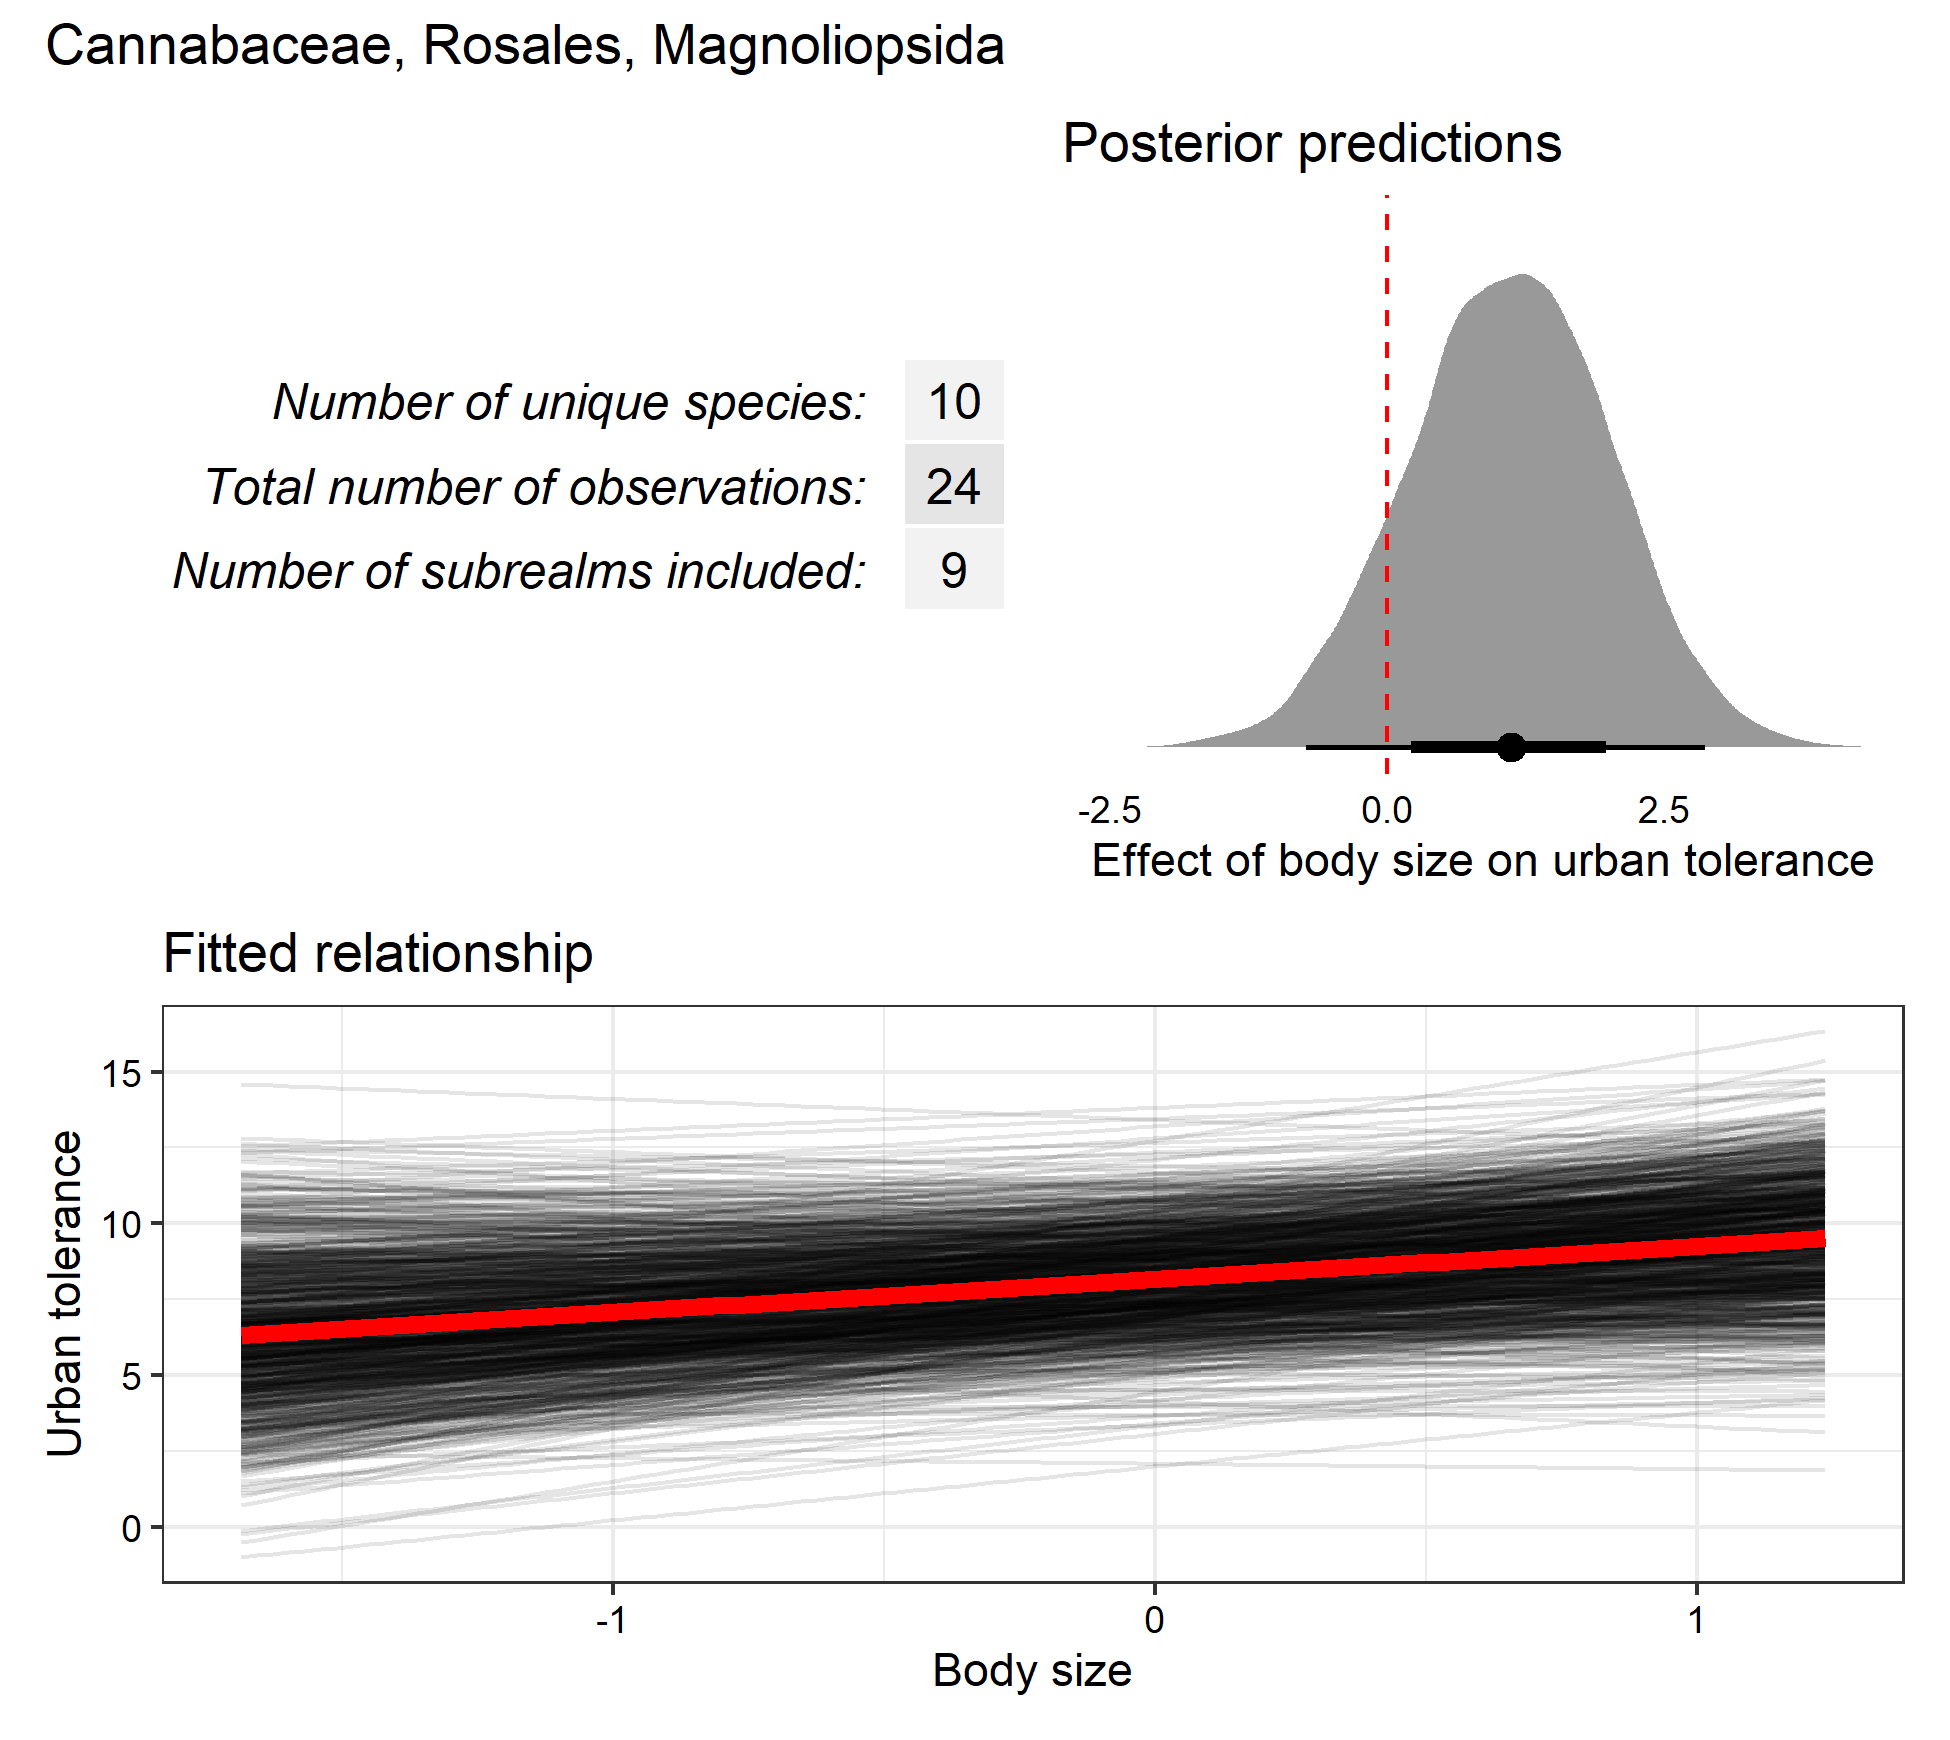 Cannabaceae, Rosales, Magnoliopsida
Posterior predictions
Number of unique species: 10
Total number of observations: 24
Number of subrealms included: 9
-2.5 0.0 2.5
Effect of body size on urban tolerance
Fitted relationship
Urban tolerance
15
10
5
0
-1 0 1
Body size